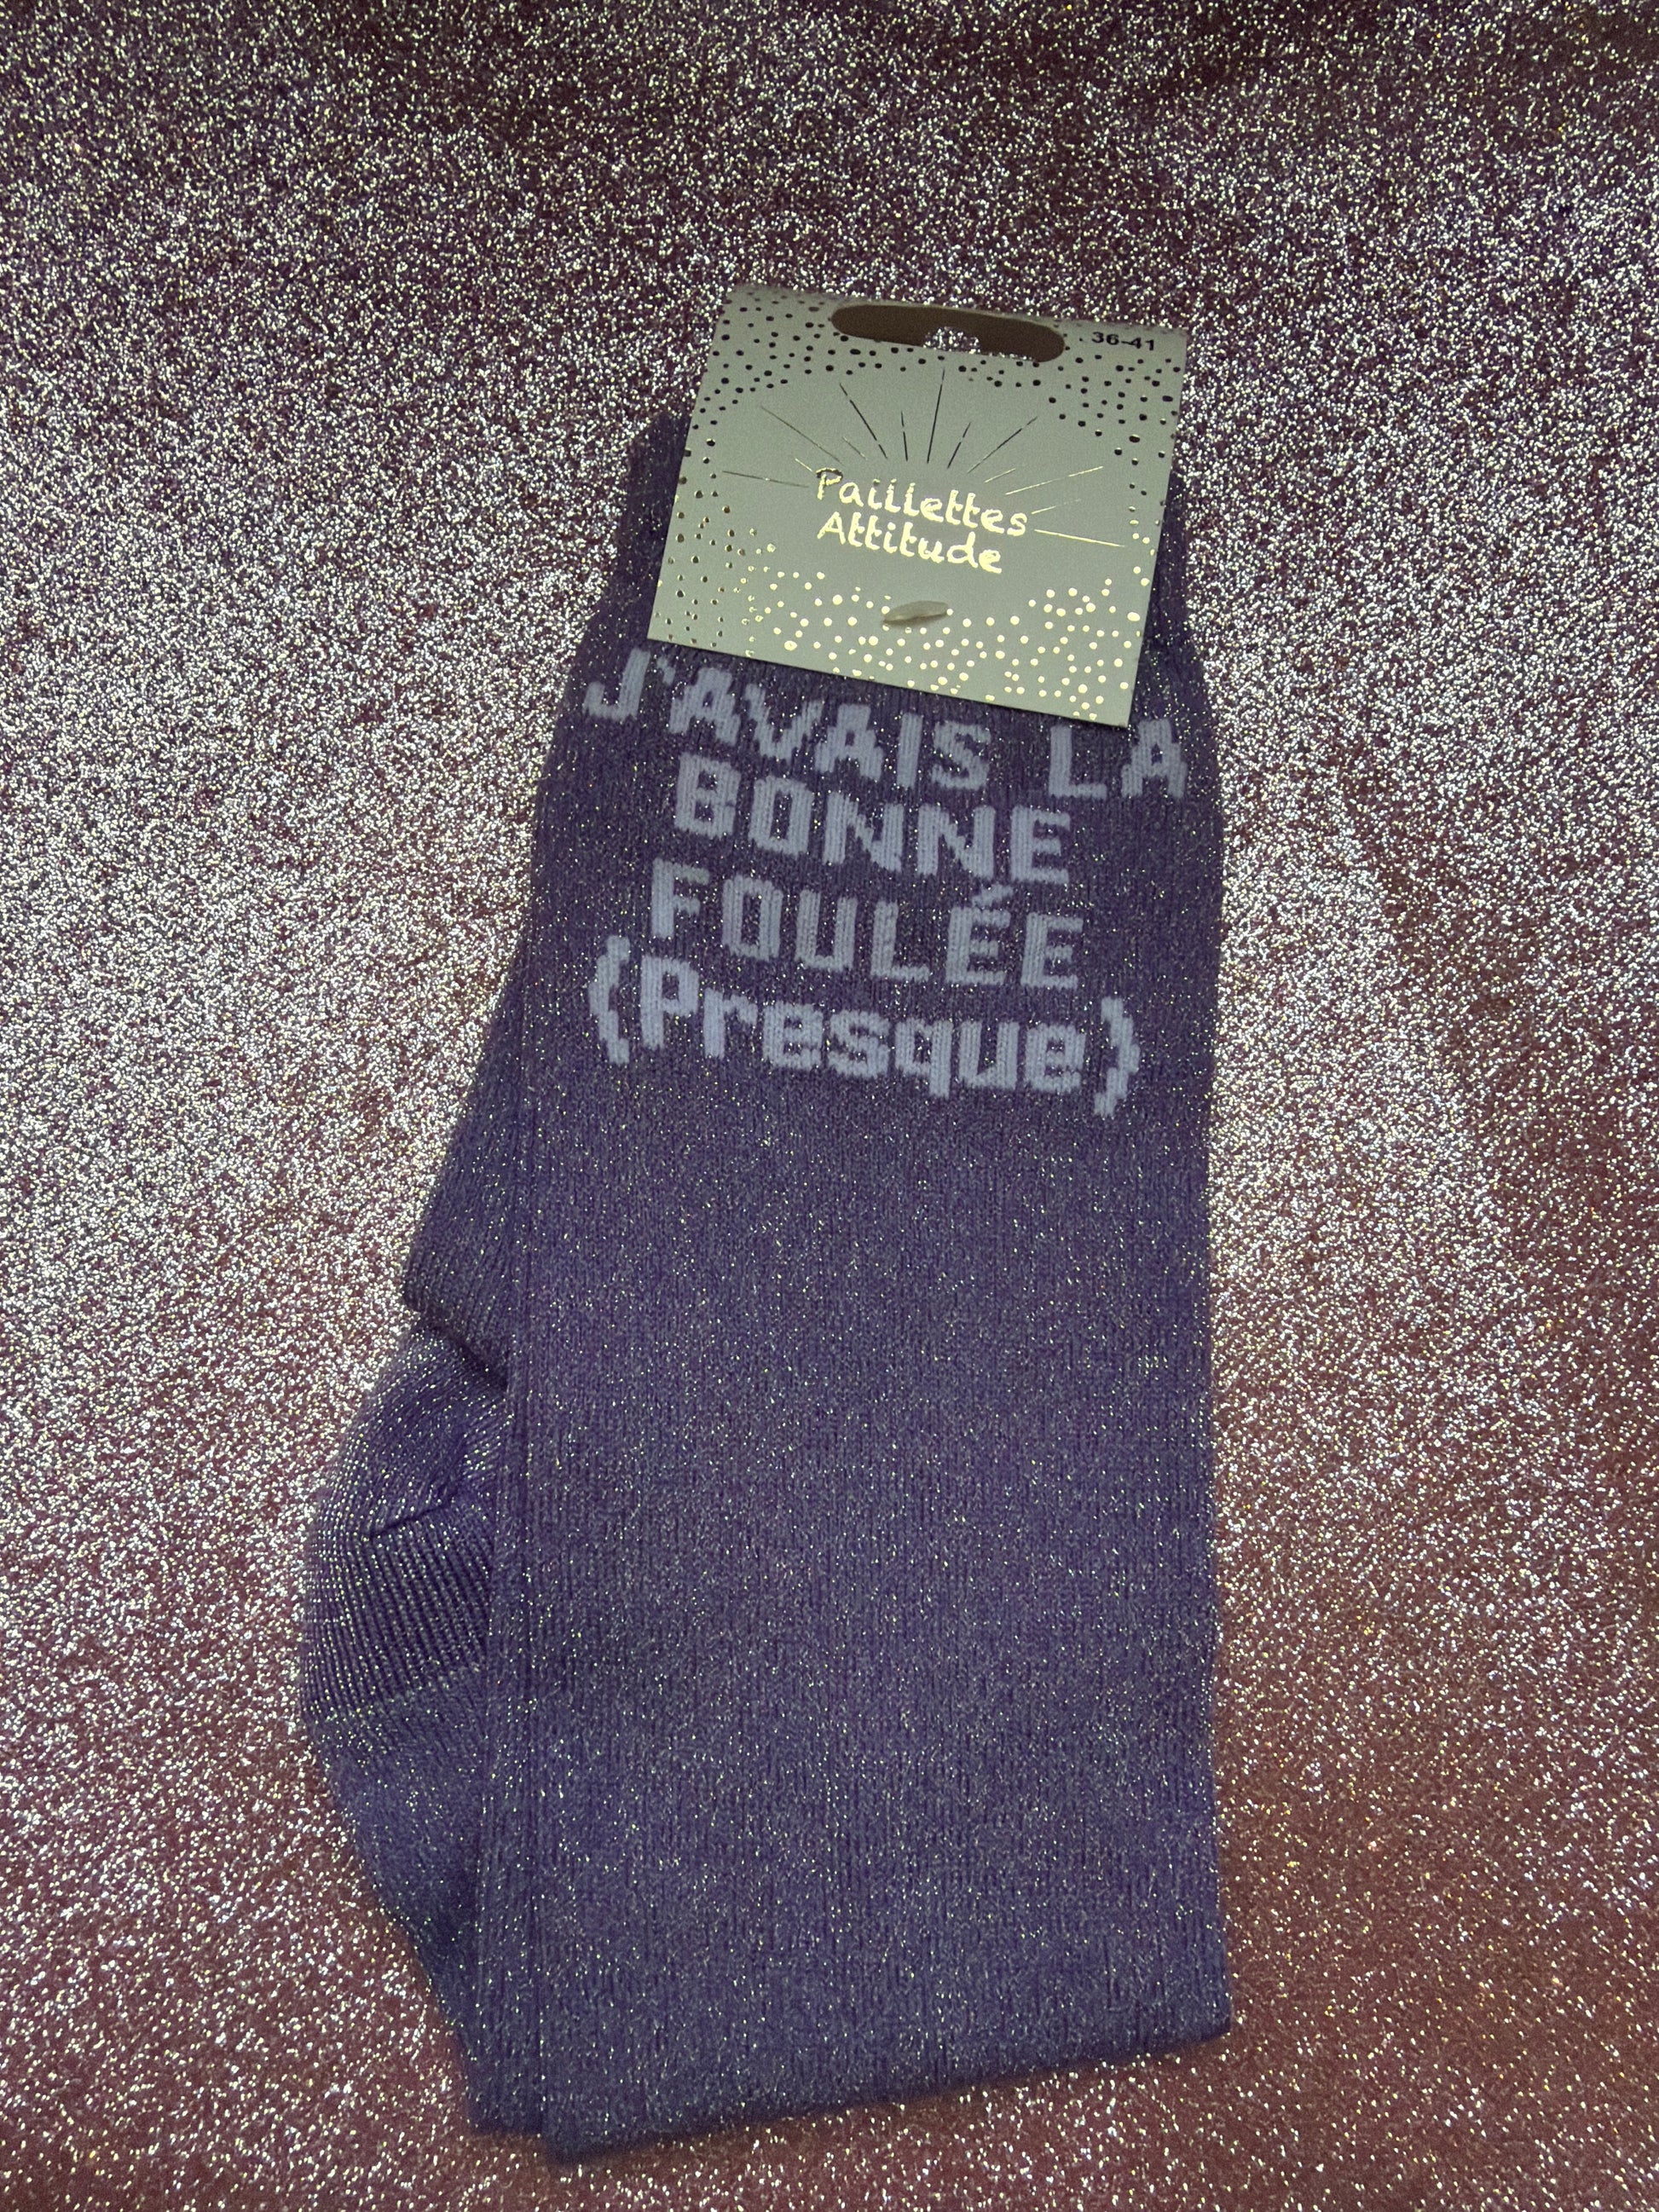 36-41
Paillettes
Attitude
J'AVAIS LA
BONNE
FOULÉE
(Presque)